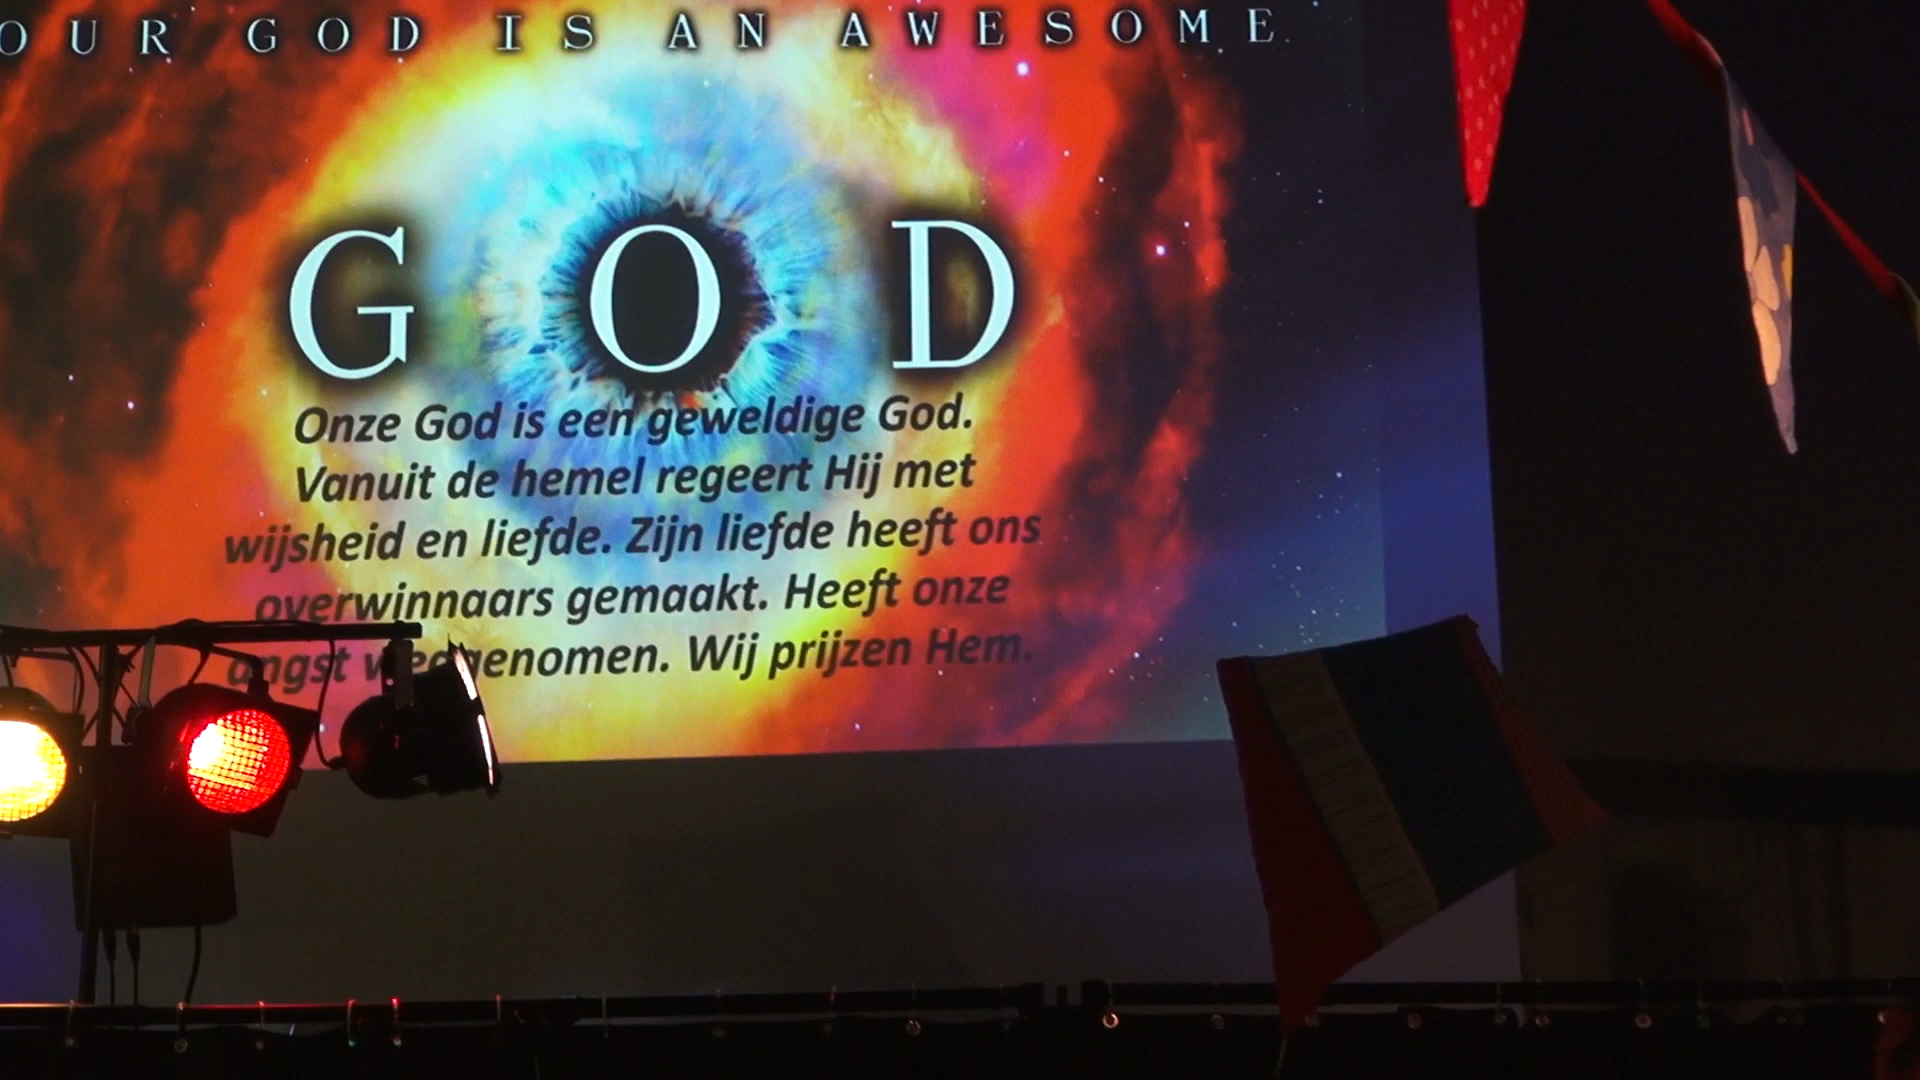 OUR GOD IS AN AWESOME
GOD
Onze God is een geweldige God.
Vanuit de hemel regeert Hij met
wijsheid en liefde. Zijn liefde heeft ons
overwinnaars gemaakt. Heeft onze
angst weggenomen. Wij prijzen Hem.